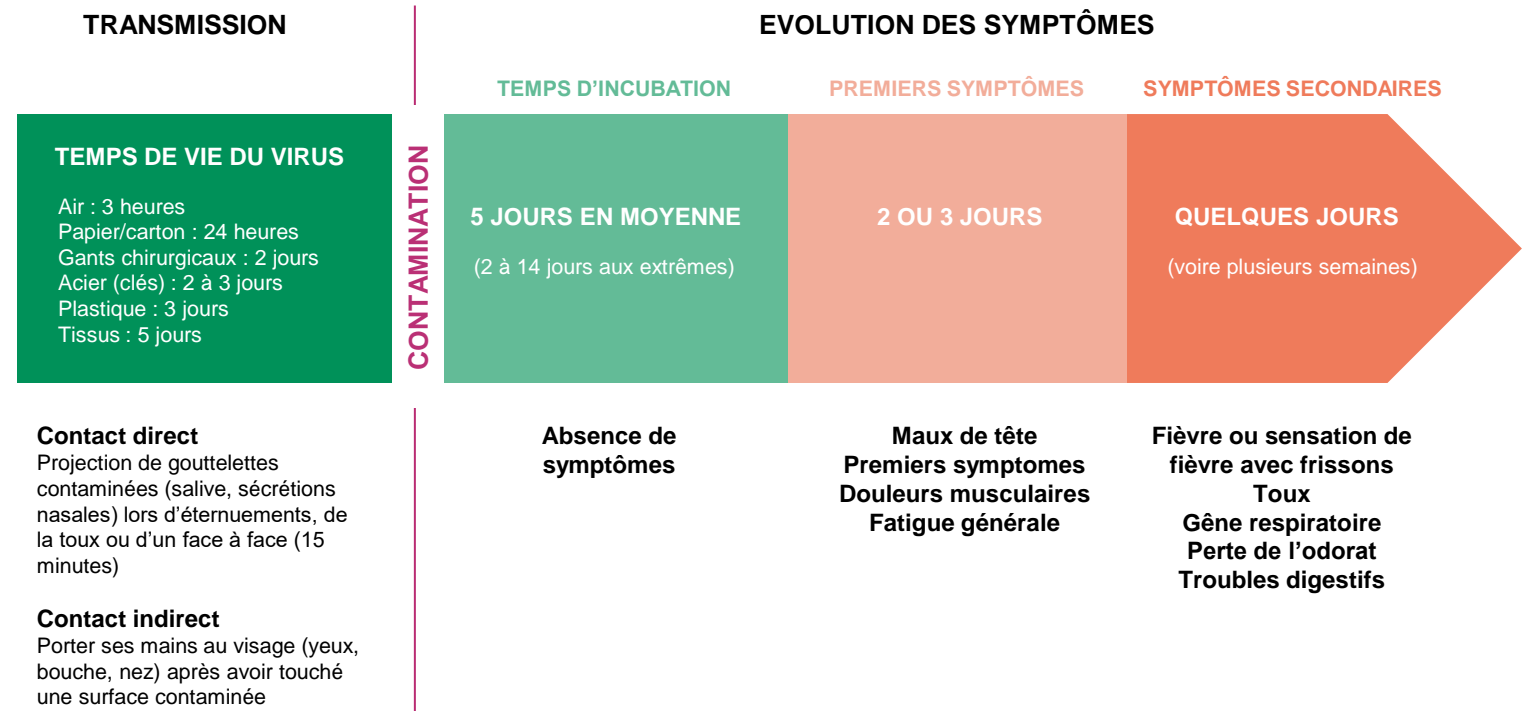 TRANSMISSION
EVOLUTION DES SYMPTÔMES
TEMPS D’INCUBATION
PREMIERS SYMPTÔMES
SYMPTÔMES SECONDAIRES
TEMPS DE VIE DU VIRUS
Air : 3 heures
Papier/carton : 24 heures
Gants chirurgicaux : 2 jours
Acier (clés) : 2 à 3 jours
Plastique : 3 jours
Tissus : 5 jours
CONTAMINATION
5 JOURS EN MOYENNE
(2 à 14 jours aux extrêmes)
2 OU 3 JOURS
QUELQUES JOURS
(voire plusieurs semaines)
Contact direct
Projection de gouttelettes
contaminées (salive, sécrétions
nasales) lors d’éternuements, de
la toux ou d’un face à face (15
minutes)
Contact indirect
Porter ses mains au visage (yeux,
bouche, nez) après avoir touché
une surface contaminée
Absence de
symptômes
Maux de tête
Premiers symptomes
Douleurs musculaires
Fatigue générale
Fièvre ou sensation de
fièvre avec frissons
Toux
Gêne respiratoire
Perte de l’odorat
Troubles digestifs